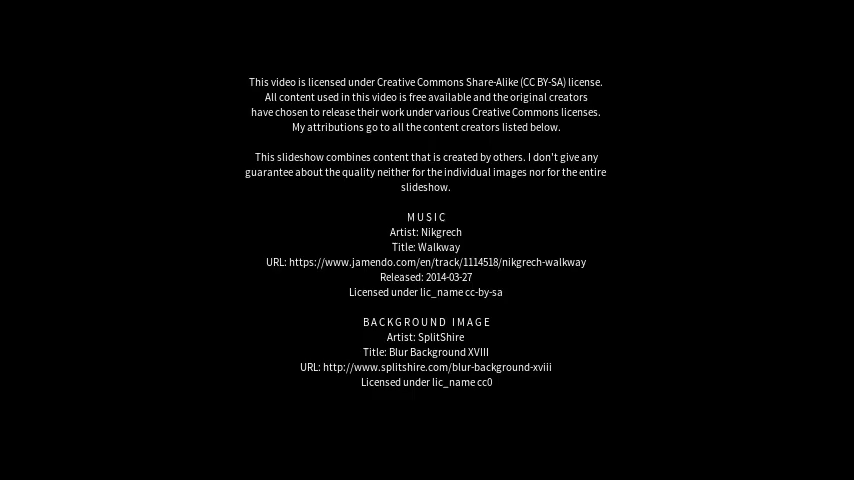 This video is licensed under Creative Commons Share-Alike (CC BY-SA) license.
All content used in this video is free available and the original creators
have chosen to release their work under various Creative Commons licenses.
My attributions go to all the content creators listed below.
This slideshow combines content that is created by others. I don't give any
guarantee about the quality neither for the individual images nor for the entire
slideshow.
MUSIC
Artist: Nikgrech
Title: Walkway
URL: https://www.jamendo.com/en/track/1114518/nikgrech-walkway
Released: 2014-03-27
Licensed under lic_name cc-by-sa
BACKGROUND IMAGE
Artist: SplitShire
Title: Blur Background XVIII
URL: http://www.splitshire.com/blur-background-xviii
Licensed under lic_name cc0